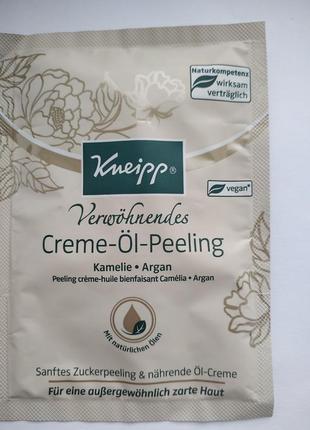 Naturkompetenz
wirksam
verträglich
Kneipp®
vegan*
Verwöhnendes
Creme-Öl-Peeling
Kamelie • Argan
Peeling crème-huile bienfaisant Camélia • Argan
Mit natürlichen Ölen
Sanftes Zuckerpeeling & nährende Öl-Creme
Für eine außergewöhnlich zarte Haut